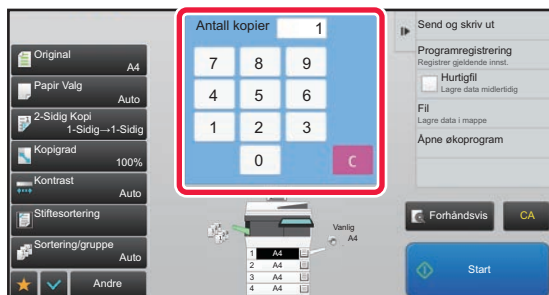 Original
A4
Papir Valg
Auto
2-Sidig Kopi
1-Sidig→1-Sidig
Kopigrad
100%
Kontrast
Auto
Stiftesortering
Sortering/gruppe
Auto
Andre
Antall kopier 1
7 8 9
4 5 6
1 2 3
0 C
Vanlig
A4
1 A4
2 A4
3 A4
4 A4
Send og skriv ut
Programregistrering
Registrer gjeldende innst.
Hurtigfil
Lagre data midlertidig
Fil
Lagre data i mappe
Åpne økoprogram
Forhåndsvis
CA
Start